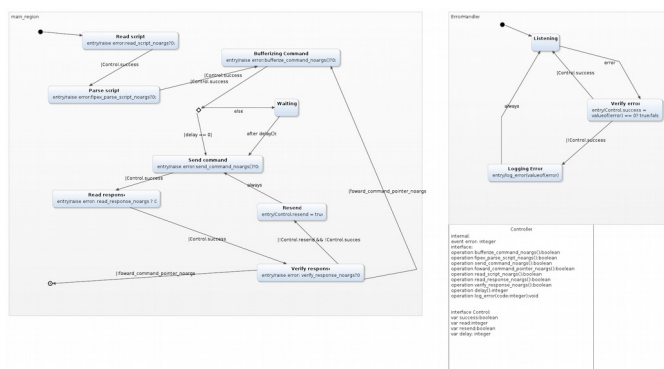 main_region
Read script
entry/raise error:read_script_noargs?0:
[Control.success
Parse script
entry/raise error:fipex_parse_script_noargs?0:
Bufferizing Command
entry/raise error:bufferize_command_noargs()?0:
[Control.success
[Control.success
else
Waiting
[delay == 0]
after delay()t
Send command
entry/raise error:send_command_noargs()?0:
[Control.success
Read respons
entry/raise error: read_response_noargs ? 0
always
Resend
entry/Control.resend = true
[foward_command_pointer_noargs
[Control.success
[!Control.resend && !Control.succes
Verify respons
entry/raise error: verify_response_noargs?0
[!foward_command_pointer_noargs
ErrorHandler
Listening
error
[Control.success
always
Verify error
entry/Control.success =
valueof(error) == 0? true:fals
[!Control.success
Logging Error
entry/log_error(valueof(error)
Controller
internal:
event error: integer
interface:
operation bufferize_command_noargs():boolean
operation fipex_parse_script_noargs():boolean
operation send_command_noargs():boolean
operation foward_command_pointer_noargs():boolean
operation read_script_noargs():boolean
operation read_response_noargs():boolean
operation verify_response_noargs():boolean
operation delay():integer
operation log_error(code:integer):void
interface Control:
var success:boolean
var read:integer
var resend:boolean
var delay: integer